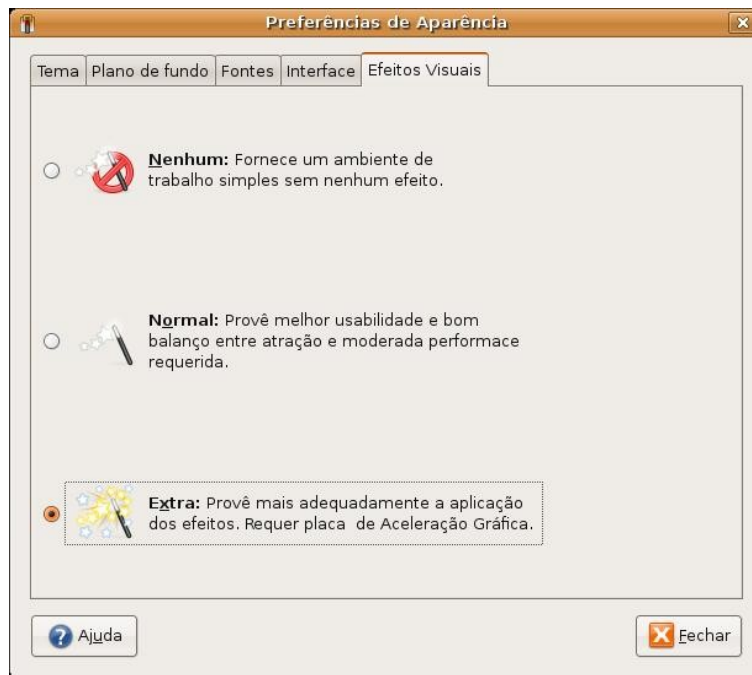 Preferências de Aparência
Tema Plano de fundo Fontes Interface Efeitos Visuais
Nenhum: Fornece um ambiente de
trabalho simples sem nenhum efeito.
Normal: Provê melhor usabilidade e bom
balanço entre atração e moderada performace
requerida.
Extra: Provê mais adequadamente a aplicação
dos efeitos. Requer placa de Aceleração Gráfica.
Ajuda Fechar